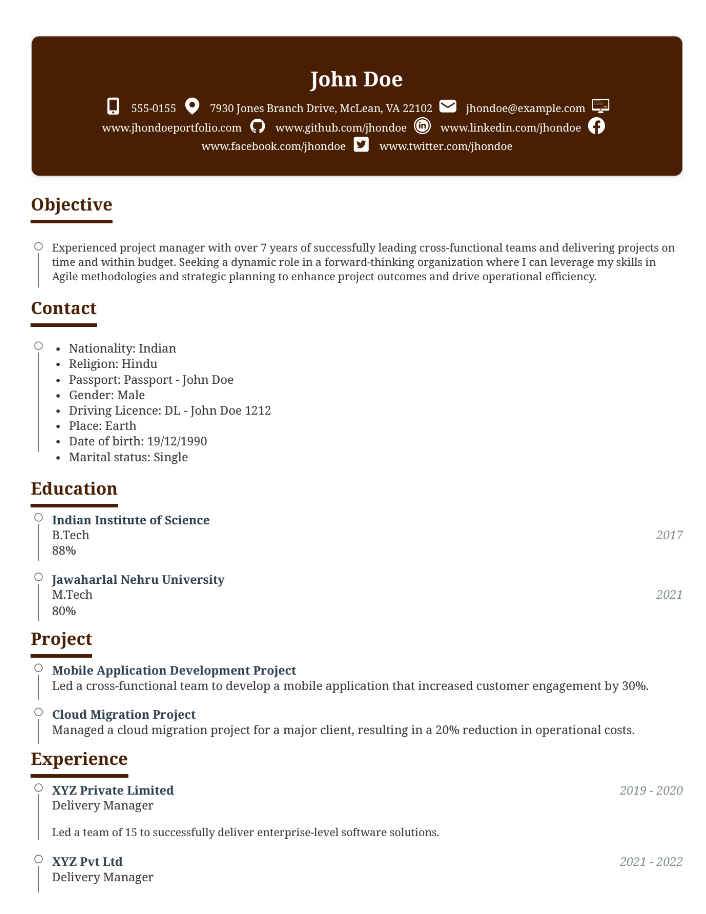 John Doe
555-0155 7930 Jones Branch Drive, McLean, VA 22102 jhondoe@example.com
www.jhondoeportfolio.com www.github.com/jhondoe www.linkedin.com/jhondoe
www.facebook.com/jhondoe www.twitter.com/jhondoe
Objective
Experienced project manager with over 7 years of successfully leading cross-functional teams and delivering projects on
time and within budget. Seeking a dynamic role in a forward-thinking organization where I can leverage my skills in
Agile methodologies and strategic planning to enhance project outcomes and drive operational efficiency.
Contact
• Nationality: Indian
• Religion: Hindu
• Passport: Passport - John Doe
• Gender: Male
• Driving Licence: DL - John Doe 1212
• Place: Earth
• Date of birth: 19/12/1990
• Marital status: Single
Education
Indian Institute of Science
B.Tech 2017
88%
Jawaharlal Nehru University
M.Tech 2021
80%
Project
Mobile Application Development Project
Led a cross-functional team to develop a mobile application that increased customer engagement by 30%.
Cloud Migration Project
Managed a cloud migration project for a major client, resulting in a 20% reduction in operational costs.
Experience
XYZ Private Limited 2019 - 2020
Delivery Manager
Led a team of 15 to successfully deliver enterprise-level software solutions.
XYZ Pvt Ltd 2021 - 2022
Delivery Manager